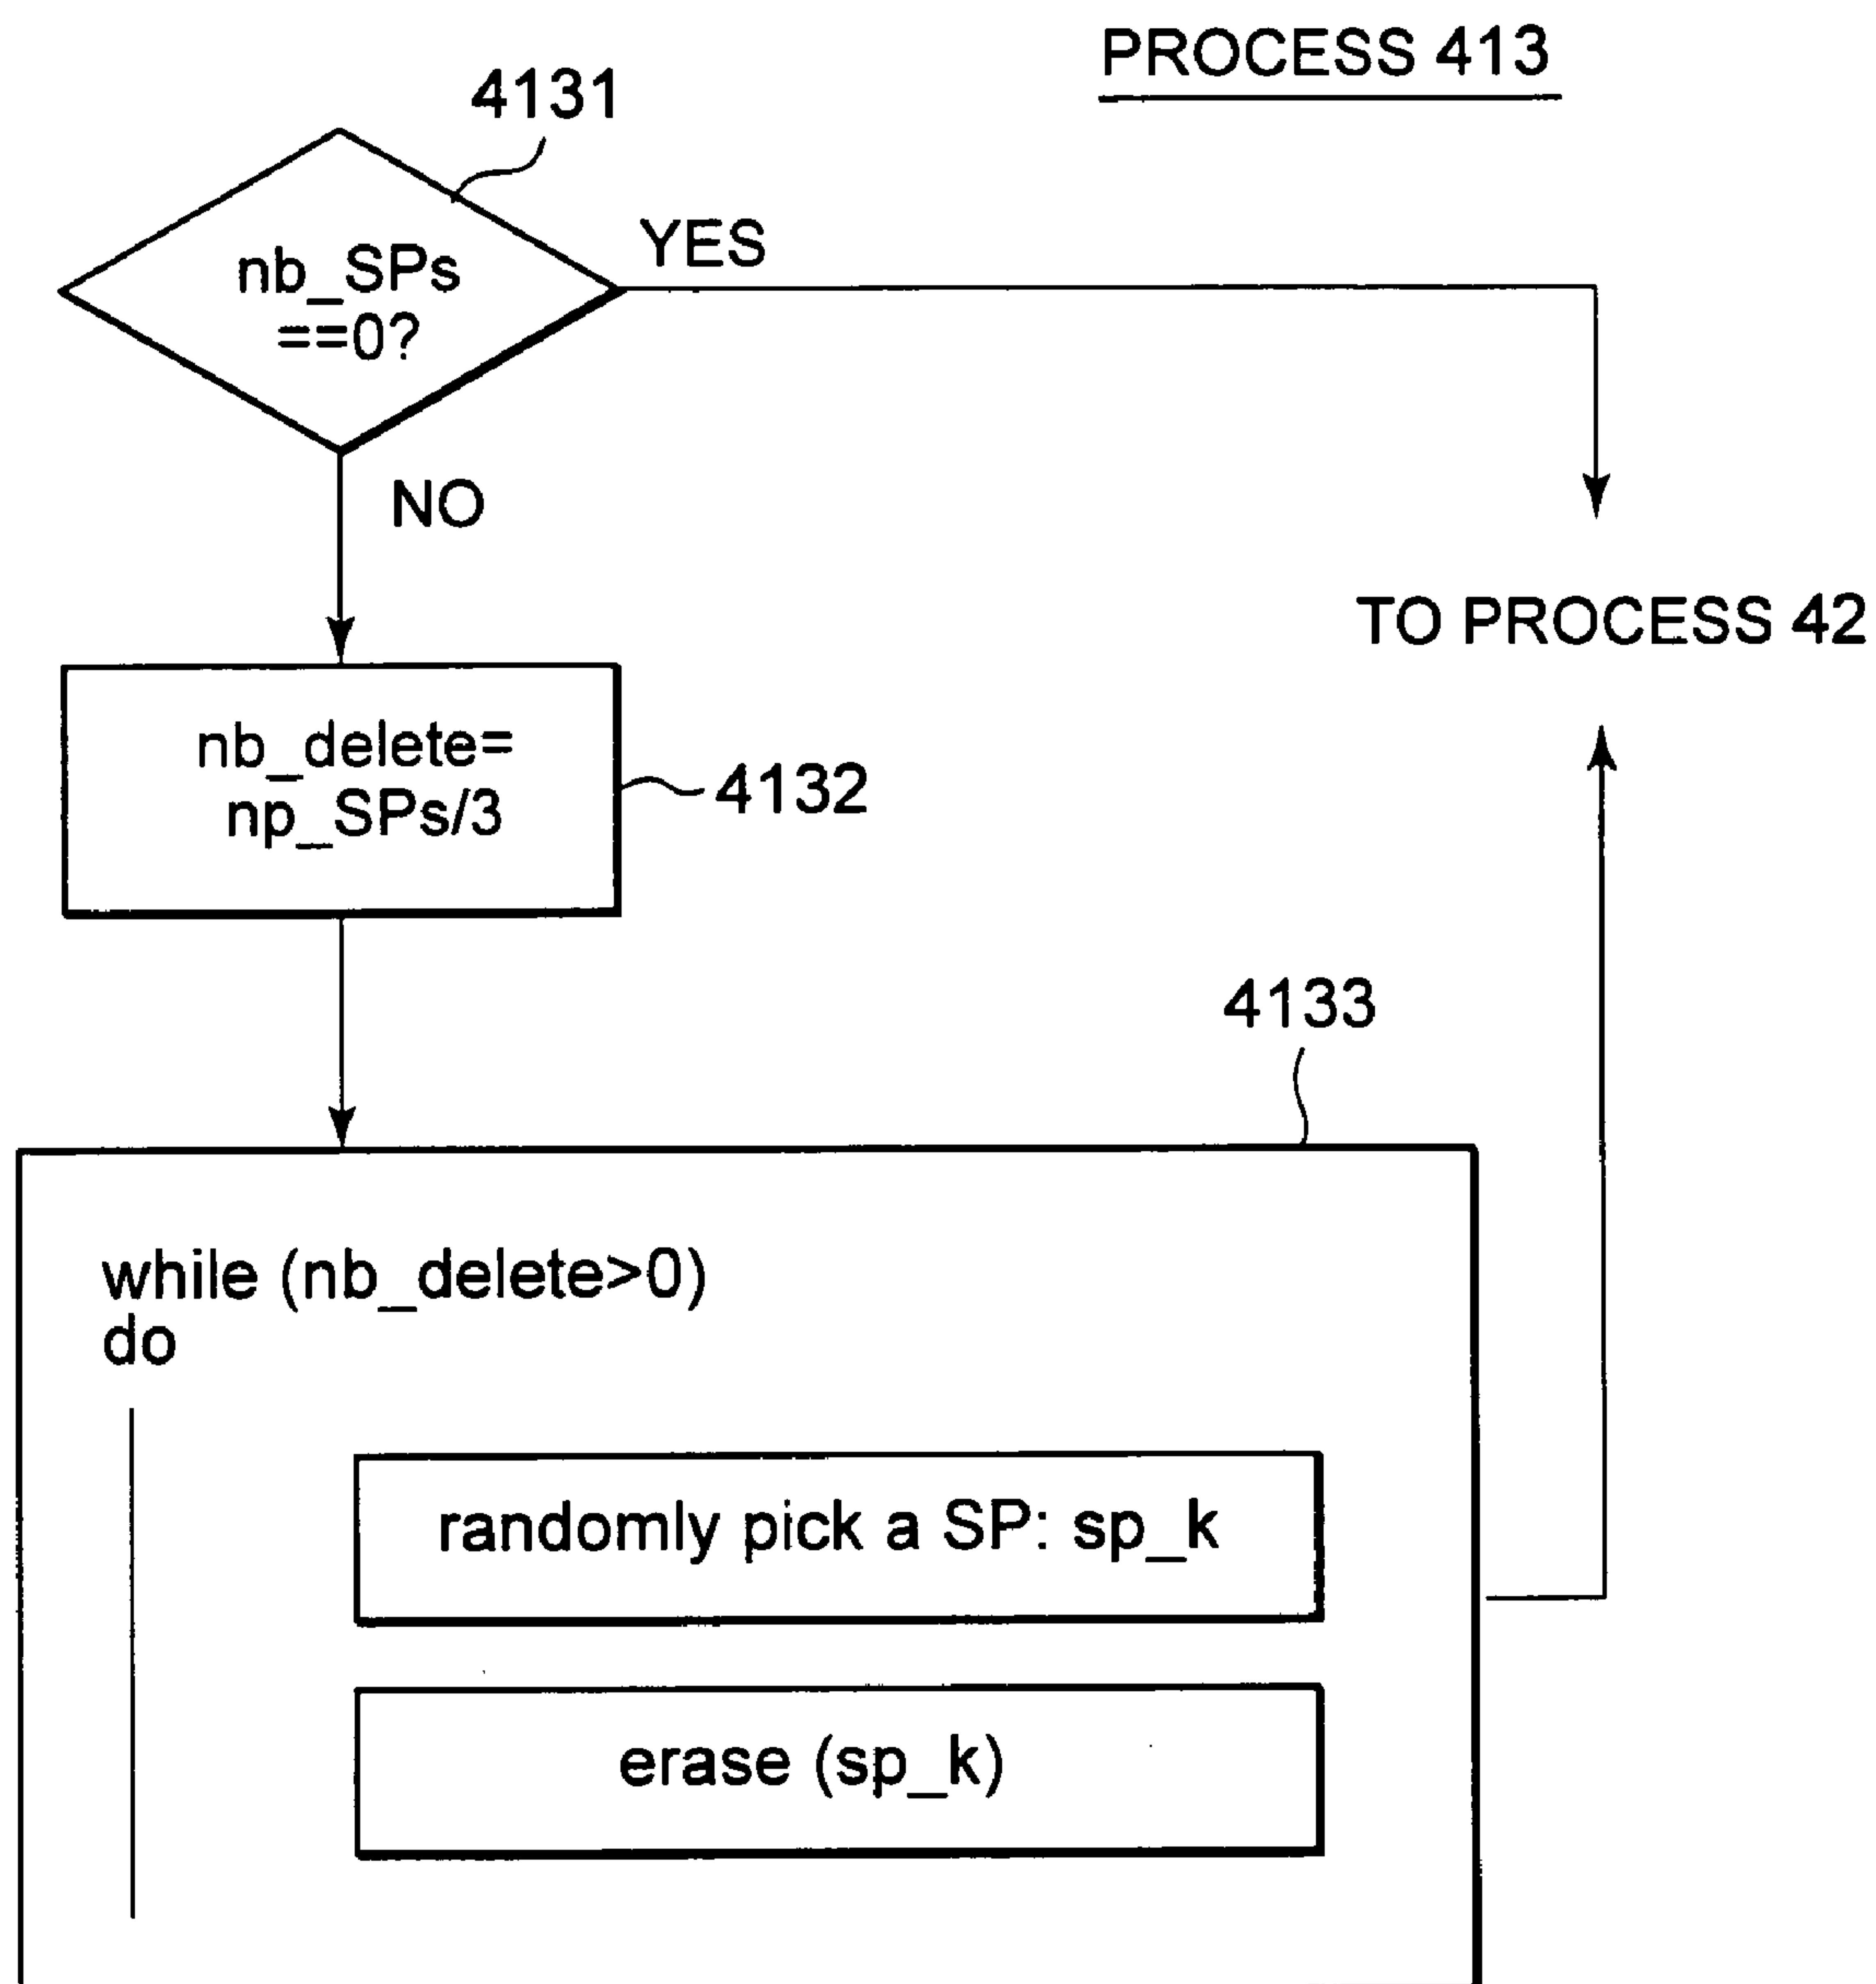 PROCESS 413
4131
nb_SPs
==0?
YES
NO
TO PROCESS 42
nb_delete=
np_SPs/3
4132
4133
while (nb_delete>0)
do
randomly pick a SP: sp_k
erase (sp_k)